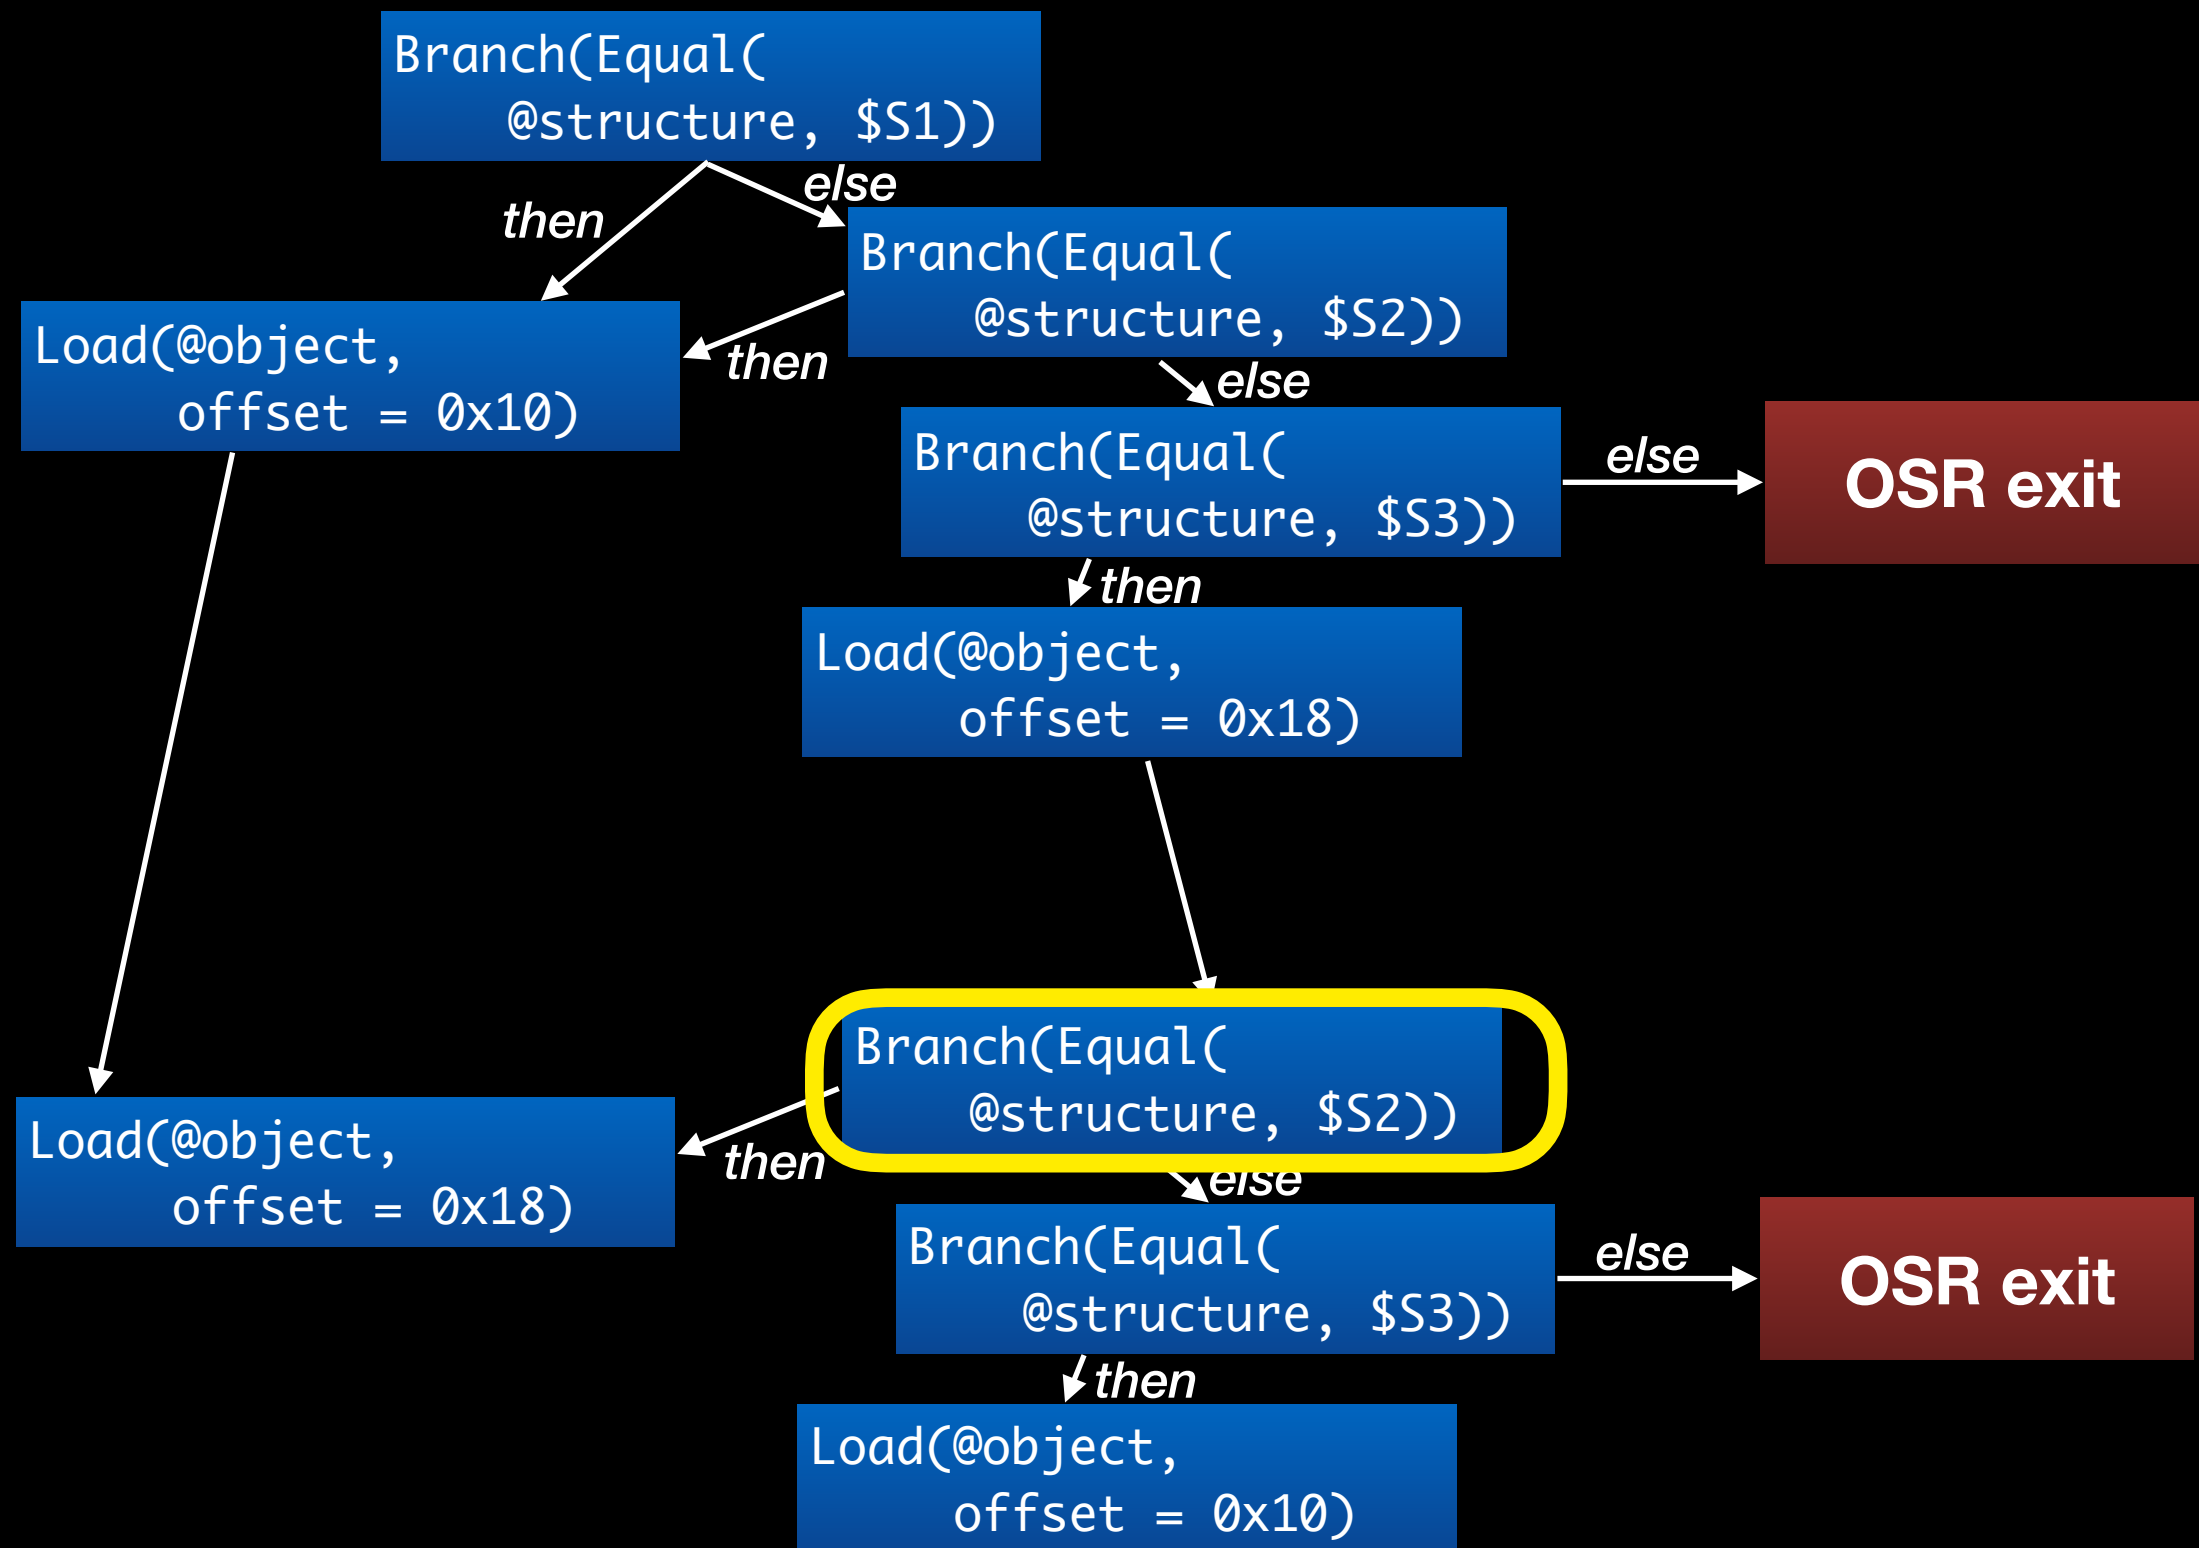 Branch(Equal(
@structure, $S1))
else
then
Branch(Equal(
@structure, $S2))
Load(@object,
offset = 0x10)
then
else
Branch(Equal(
@structure, $S3))
else
OSR exit
then
Load(@object,
offset = 0x18)
Branch(Equal(
@structure, $S2))
Load(@object,
offset = 0x18)
then
else
Branch(Equal(
@structure, $S3))
else
OSR exit
then
Load(@object,
offset = 0x10)